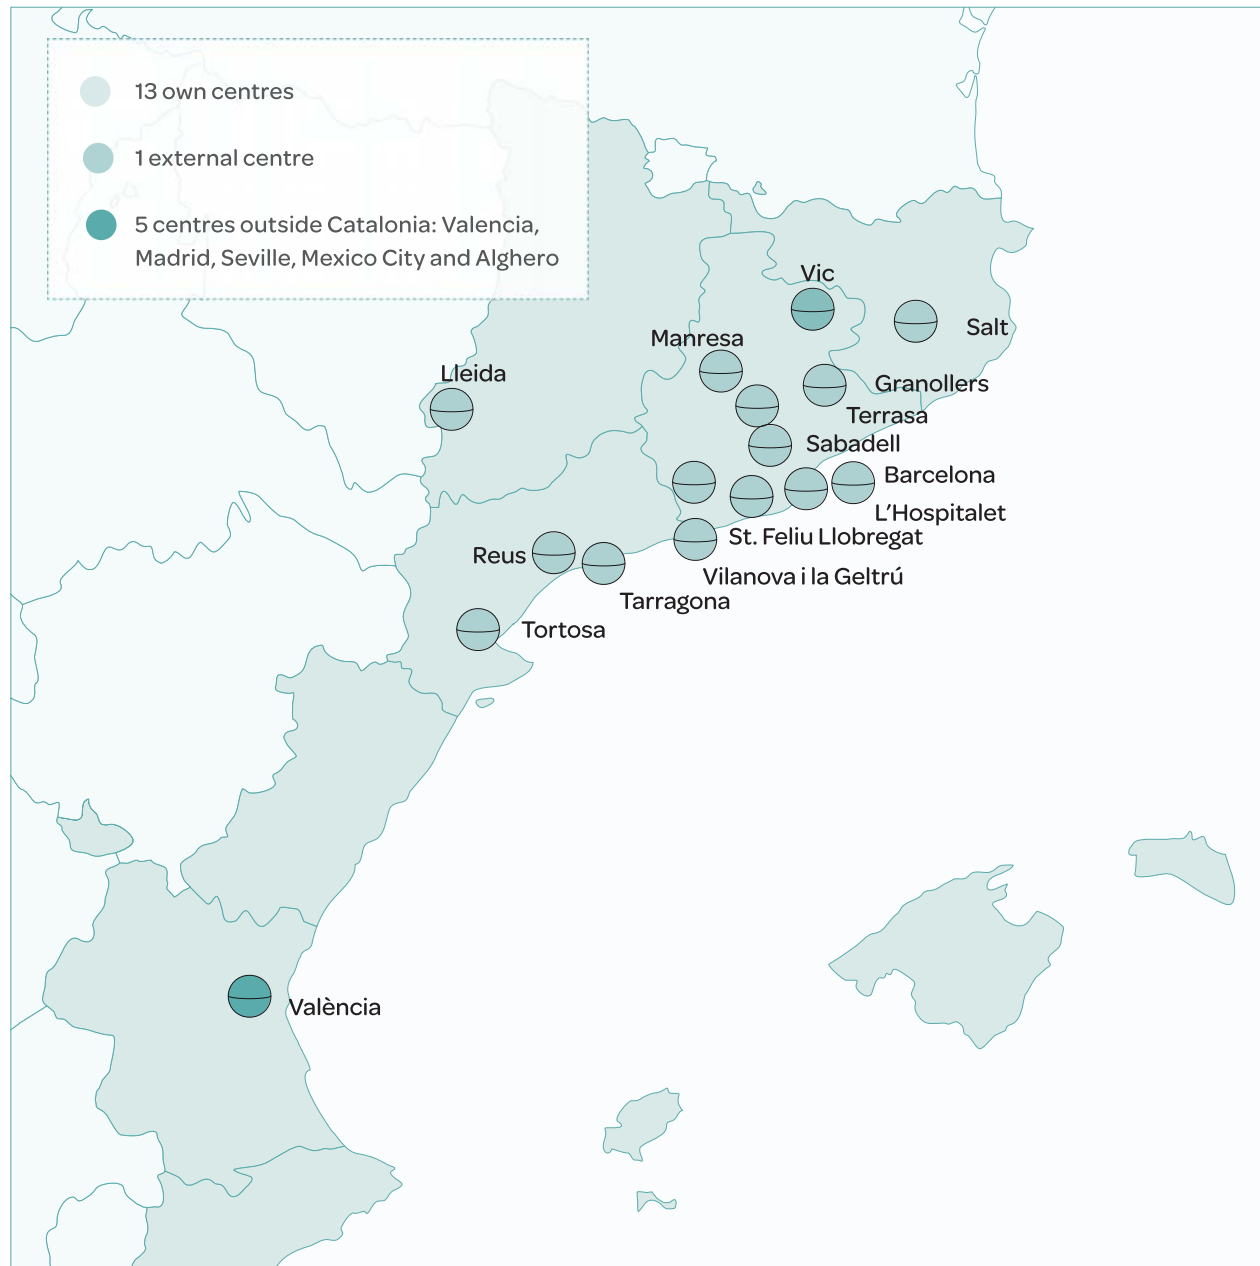 13 own centres
1 external centre
5 centres outside Catalonia: Valencia,
Madrid, Seville, Mexico City and Alghero
Vic
Salt
Manresa
Lleida
Granollers
Terrasa
Sabadell
Barcelona
L’Hospitalet
St. Feliu Llobregat
Reus
Vilanova i la Geltrú
Tarragona
Tortosa
València